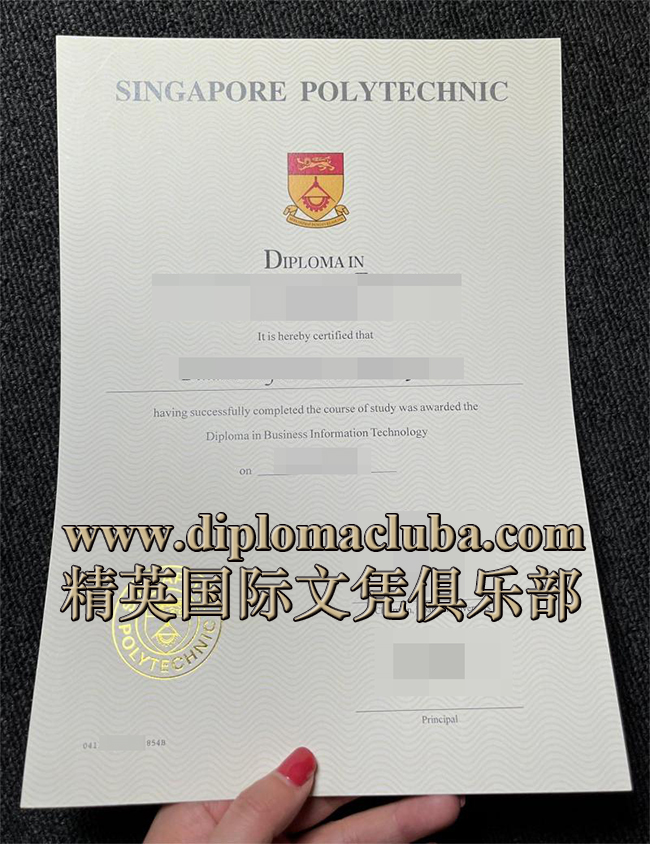 SINGAPORE POLYTECHNIC
DIPLOMA IN
It is hereby certified that
having successfully completed the course of study was awarded the
Diploma in Business Information Technology
on
www.diplomacluba.com
精英国际文凭俱乐部
POLYTECHNIC
Principal
041 854B